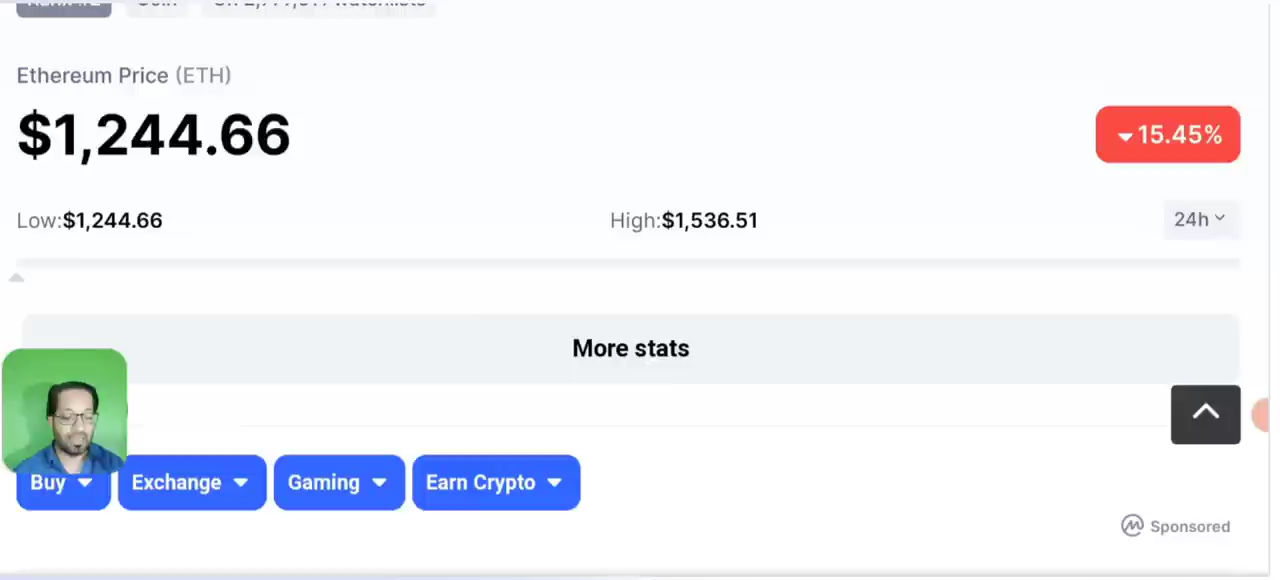 Ethereum Price (ETH)
$1,244.66
15.45%
Low:$1,244.66
High:$1,536.51
24h
More stats
Buy
Exchange
Gaming
Earn Crypto
Sponsored